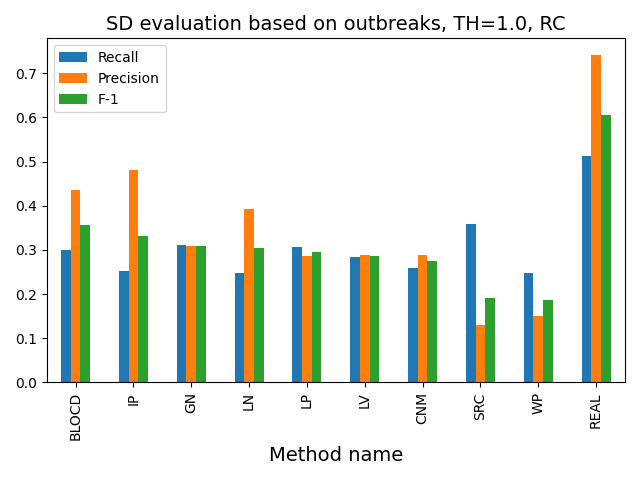 SD evaluation based on outbreaks, TH=1.0, RC
Recall
Precision
F-1
0.7
0.6
0.5
0.4
0.3
0.2
0.1
0.0
BLOCD
IP
GN
LN
LP
LV
CNM
SRC
WP
REAL
Method name